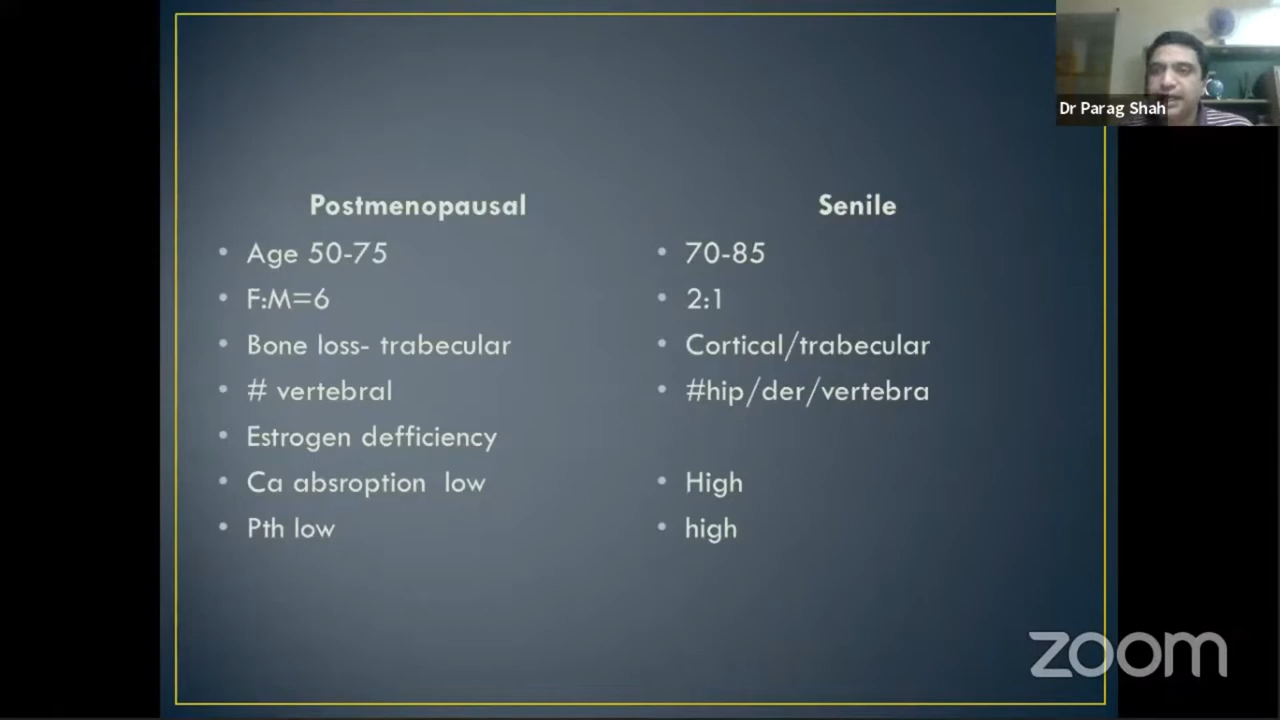 Dr Parag Shah
Postmenopausal
• Age 50-75
• F:M=6
• Bone loss- trabecular
• # vertebral
• Estrogen defficiency
• Ca absroption low
• Pth low
Senile
• 70-85
• 2:1
• Cortical/trabecular
• #hip/der/vertebra
• High
• high
zoom